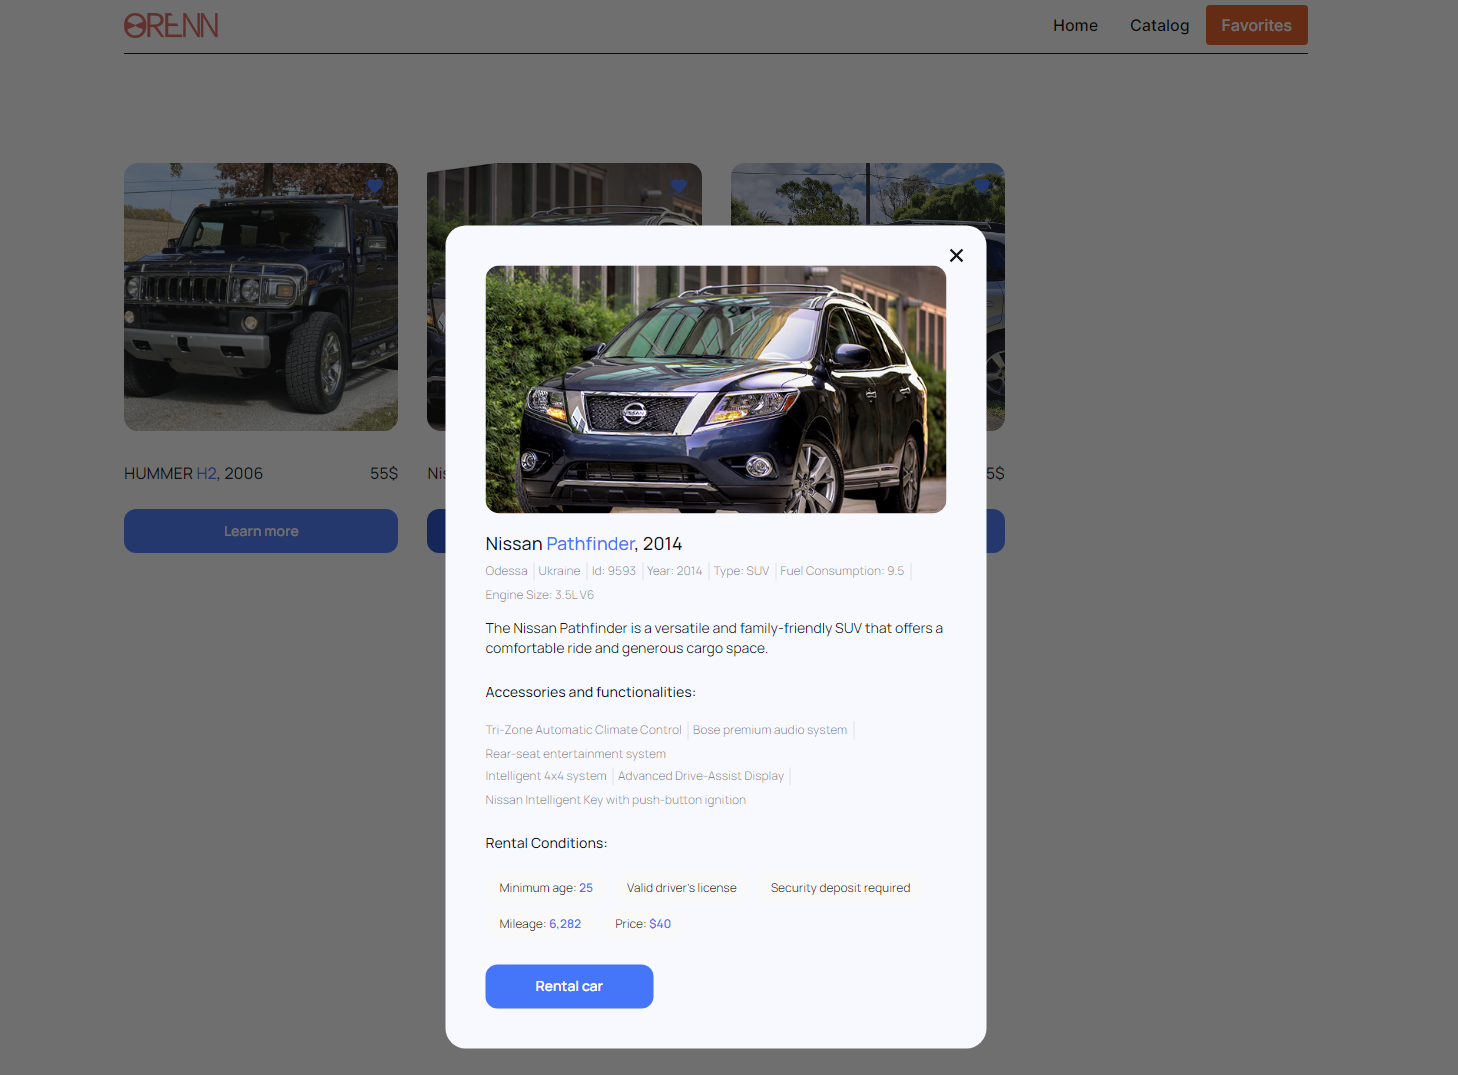 ORENN
Home Catalog Favorites
HUMMER H2, 2006 55$
Learn more
NISSAN
Nissan Pathfinder, 2014
Odessa Ukraine Id: 9593 Year: 2014 Type: SUV Fuel Consumption: 9.5
Engine Size: 3.5L V6
The Nissan Pathfinder is a versatile and family-friendly SUV that offers a
comfortable ride and generous cargo space.
Accessories and functionalities:
Tri-Zone Automatic Climate Control Bose premium audio system
Rear-seat entertainment system
Intelligent 4x4 system Advanced Drive-Assist Display
Nissan Intelligent Key with push-button ignition
Rental Conditions:
Minimum age: 25 Valid driver's license Security deposit required
Mileage: 6,282 Price: $40
Rental car